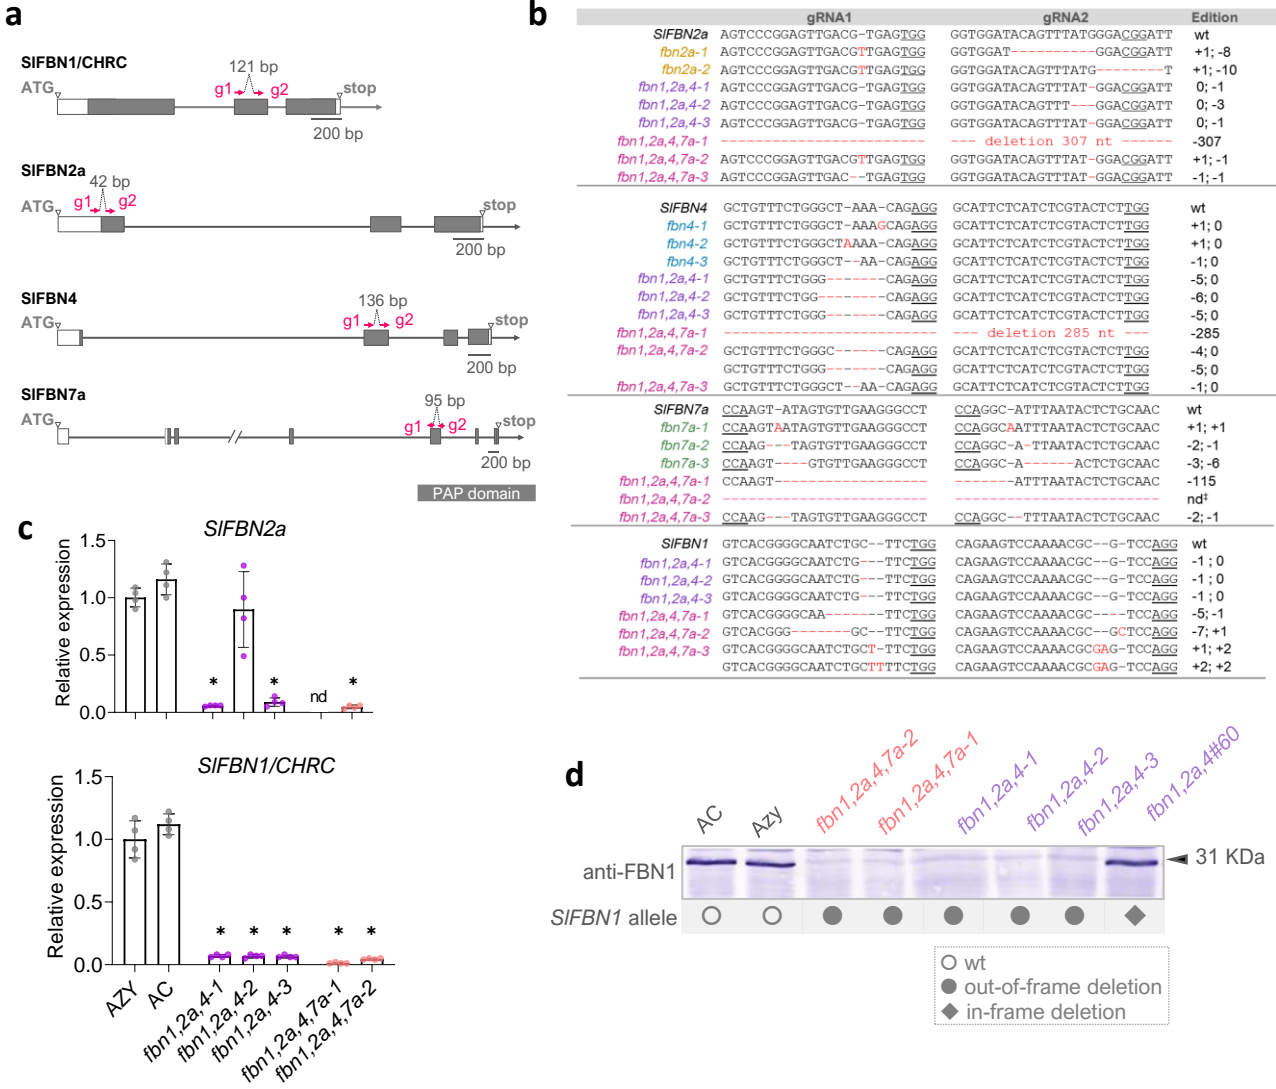 a
SlFBN1/CHRC
121 bp
ATG
g1
g2
stop
200 bp
SlFBN2a
42 bp
ATG
g1
g2
stop
200 bp
SlFBN4
136 bp
ATG
g1
g2
stop
200 bp
SlFBN7a
95 bp
ATG
g1
g2
stop
200 bp
PAP domain
b
gRNA1 gRNA2 Edition
SlFBN2a AGTCCCGGAGTTGACG-TGAGTGG GGTGGATACAGTTTATGGGACGGATT wt
fbn2a-1 AGTCCCGGAGTTGACGTTGAGTGG GGTGGAT----------GGACGGATT +1; -8
fbn2a-2 AGTCCCGGAGTTGACGTTGAGTGG GGTGGATACAGTTTATG--------T +1; -10
fbn1,2a,4-1 AGTCCCGGAGTTGACG-TGAGTGG GGTGGATACAGTTTAT-GGACGGATT 0; -1
fbn1,2a,4-2 AGTCCCGGAGTTGACG-TGAGTGG GGTGGATACAGTTT---GGACGGATT 0; -3
fbn1,2a,4-3 AGTCCCGGAGTTGACG-TGAGTGG GGTGGATACAGTTTAT-GGACGGATT 0; -1
fbn1,2a,4,7a-1 ------------------------ --- deletion 307 nt ------ -307
fbn1,2a,4,7a-2 AGTCCCGGAGTTGACGTTGAGTGG GGTGGATACAGTTTAT-GGACGGATT +1; -1
fbn1,2a,4,7a-3 AGTCCCGGAGTTGAC--TGAGTGG GGTGGATACAGTTTAT-GGACGGATT -1; -1
SlFBN4 GCTGTTTCTGGGCT-AAA-CAGAGG GCATTCTCATCTCGTACTCTTGG wt
fbn4-1 GCTGTTTCTGGGCT-AAAGCAGAGG GCATTCTCATCTCGTACTCTTGG +1; 0
fbn4-2 GCTGTTTCTGGGCTAAAA-CAGAGG GCATTCTCATCTCGTACTCTTGG +1; 0
fbn4-3 GCTGTTTCTGGGCT--AA-CAGAGG GCATTCTCATCTCGTACTCTTGG -1; 0
fbn1,2a,4-1 GCTGTTTCTGGG-------CAGAGG GCATTCTCATCTCGTACTCTTGG -5; 0
fbn1,2a,4-2 GCTGTTTCTGG--------CAGAGG GCATTCTCATCTCGTACTCTTGG -6; 0
fbn1,2a,4-3 GCTGTTTCTGGG-------CAGAGG GCATTCTCATCTCGTACTCTTGG -5; 0
fbn1,2a,4,7a-1 ------------------------- --- deletion 285 nt --- -285
fbn1,2a,4,7a-2 GCTGTTTCTGGGC------CAGAGG GCATTCTCATCTCGTACTCTTGG -4; 0
GCTGTTTCTGGG-------CAGAGG GCATTCTCATCTCGTACTCTTGG -5; 0
fbn1,2a,4,7a-3 GCTGTTTCTGGGCT--AA-CAGAGG GCATTCTCATCTCGTACTCTTGG -1; 0
SlFBN7a CCAAGT-ATAGTGTTGAAGGGCCT CCAGGC-ATTTAATACTCTGCAAC wt
fbn7a-1 CCAAGTAATAGTGTTGAAGGGCCT CCAGGCAATTTAATACTCTGCAAC +1; +1
fbn7a-2 CCAAG---TAGTGTTGAAGGGCCT CCAGGC-A-TTAATACTCTGCAAC -2; -1
fbn7a-3 CCAAGT----GTGTTGAAGGGCCT CCAGGC-A------ACTCTGCAAC -3; -6
fbn1,2a,4,7a-1 CCAAGT------------------ -------ATTTAATACTCTGCAAC -115
fbn1,2a,4,7a-2 ------------------------ ------------------------ nd‡
fbn1,2a,4,7a-3 CCAAG---TAGTGTTGAAGGGCCT CCAGGC--TTTAATACTCTGCAAC -2; -1
SlFBN1 GTCACGGGGCAATCTGC--TTCTGG CAGAAGTCCAAAACGC--G-TCCAGG wt
fbn1,2a,4-1 GTCACGGGGCAATCTG---TTCTGG CAGAAGTCCAAAACGC--G-TCCAGG -1 ; 0
fbn1,2a,4-2 GTCACGGGGCAATCTG---TTCTGG CAGAAGTCCAAAACGC--G-TCCAGG -1 ; 0
fbn1,2a,4-3 GTCACGGGGCAATCTG---TTCTGG CAGAAGTCCAAAACGC--G-TCCAGG -1 ; 0
fbn1,2a,4,7a-1 GTCACGGGGCAA-------TTCTGG CAGAAGTCCAAAACGC----TCCAGG -5; -1
fbn1,2a,4,7a-2 GTCACGGG-------GC--TTCTGG CAGAAGTCCAAAACGC--GCTCCAGG -7; +1
fbn1,2a,4,7a-3 GTCACGGGGCAATCTGCT-TTCTGG CAGAAGTCCAAAACGCGAG-TCCAGG +1; +2
GTCACGGGGCAATCTGCTTTTCTGG CAGAAGTCCAAAACGCGAG-TCCAGG +2; +2
c
SlFBN2a
Relative expression
1.5
1.0
0.5
0.0
*
*
nd
*
SlFBN1/CHRC
Relative expression
1.5
1.0
0.5
0.0
* * * * *
AZY
AC
fbn1,2a,4-1
fbn1,2a,4-2
fbn1,2a,4-3
fbn1,2a,4,7a-1
fbn1,2a,4,7a-2
d
AC
Azy
fbn1,2a,4,7a-2
fbn1,2a,4,7a-1
fbn1,2a,4-1
fbn1,2a,4-2
fbn1,2a,4-3
fbn1,2a,4#60
anti-FBN1
31 KDa
SlFBN1 allele
wt
out-of-frame deletion
in-frame deletion